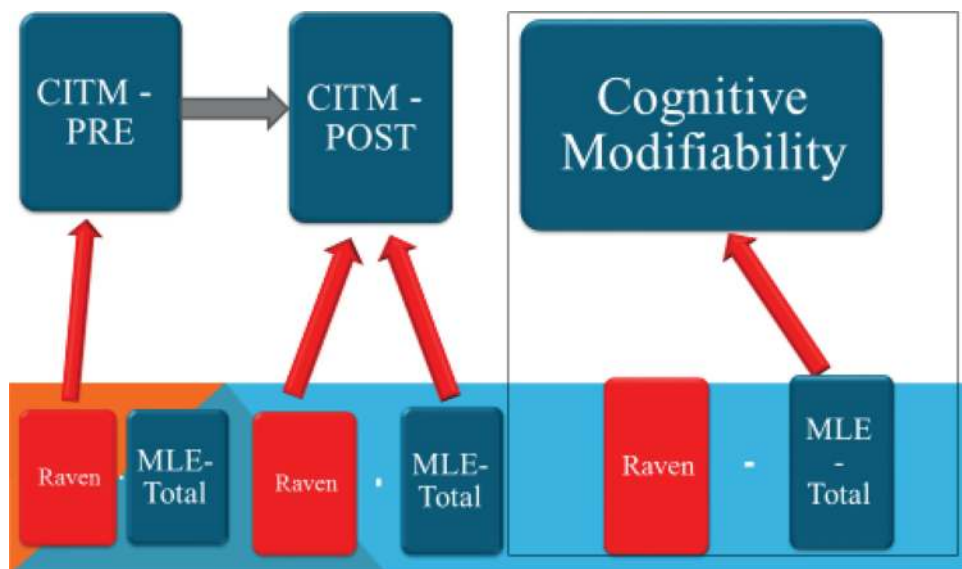 CITM -
PRE
CITM -
POST
Cognitive
Modifiability
Raven
MLE-
Total
Raven
MLE-
Total
Raven
-
MLE
-
Total